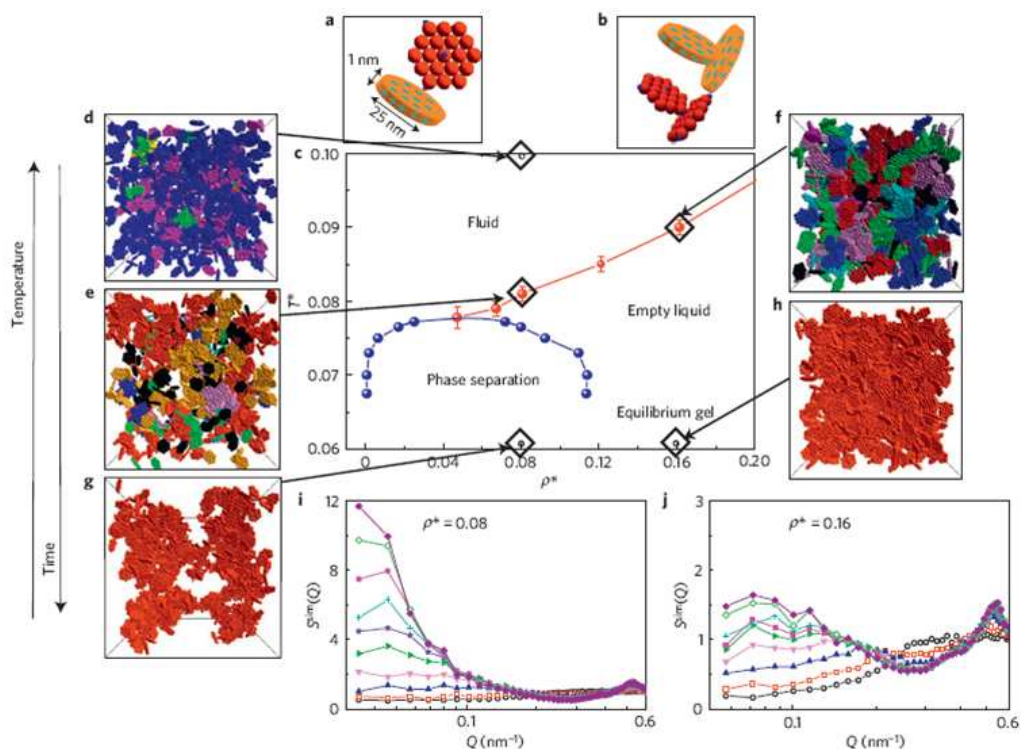 a
1 nm
25 nm
b
d
f
c
0.10
0.09
0.08
0.07
0.06
T*
Fluid
Empty liquid
Phase separation
Equilibrium gel
0
0.04
0.08
0.12
0.16
0.20
ρ*
Temperature
Time
e
h
g
i
12
8
4
0
ρ* = 0.08
S^sim(Q)
0.1
0.6
Q (nm⁻¹)
j
3
2
1
0
ρ* = 0.16
S^sim(Q)
0.1
0.6
Q (nm⁻¹)